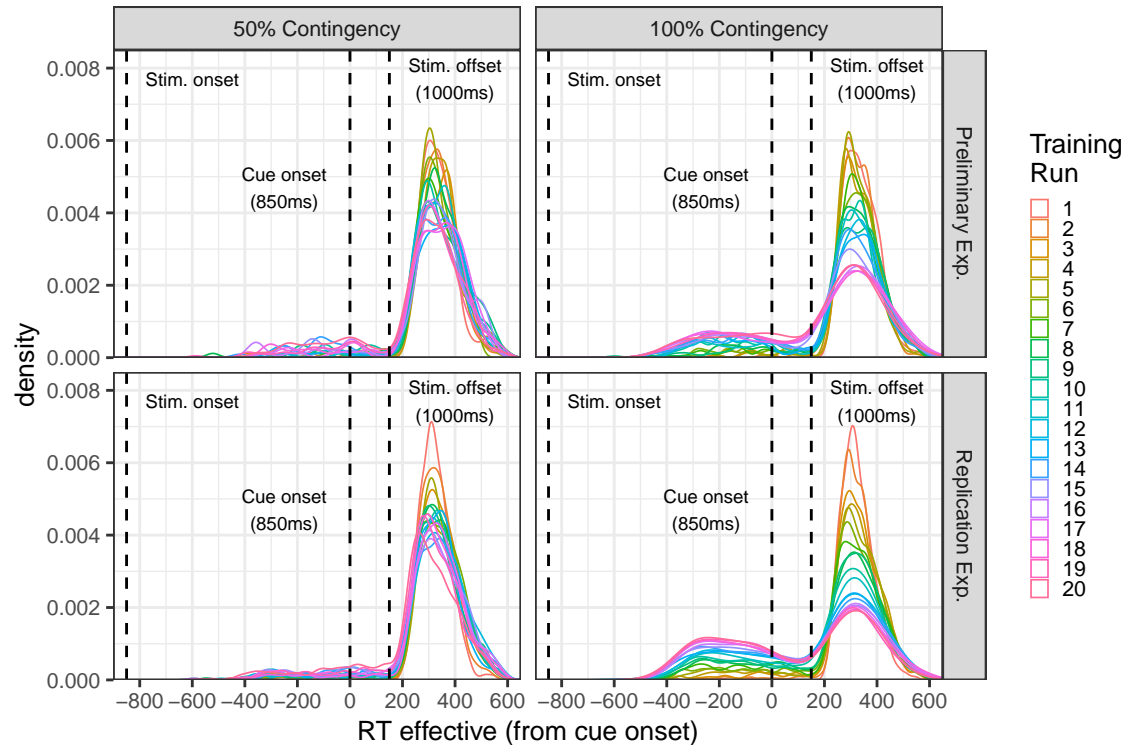 50% Contingency
100% Contingency
0.008
0.006
0.004
0.002
0.000
Stim. onset
Stim. offset
(1000ms)
Cue onset
(850ms)
Stim. onset
Stim. offset
(1000ms)
Cue onset
(850ms)
Preliminary Exp.
0.008
0.006
0.004
0.002
0.000
Stim. onset
Stim. offset
(1000ms)
Cue onset
(850ms)
Stim. onset
Stim. offset
(1000ms)
Cue onset
(850ms)
Replication Exp.
density
−800 −600 −400 −200 0 200 400 600
−800 −600 −400 −200 0 200 400 600
RT effective (from cue onset)
Training
Run
1
2
3
4
5
6
7
8
9
10
11
12
13
14
15
16
17
18
19
20